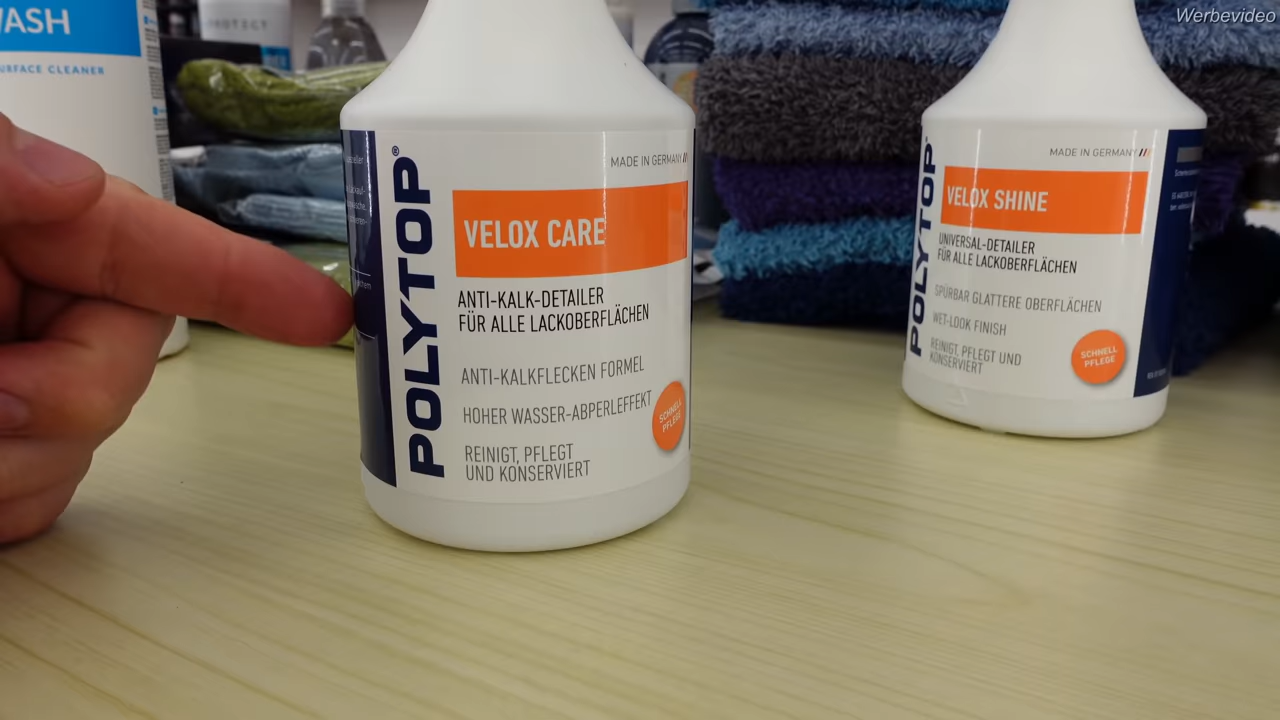 Werbevideo
WASH
SURFACE CLEANER
POLYTOP®
MADE IN GERMANY
VELOX CARE
ANTI-KALK-DETAILER
FÜR ALLE LACKOBERFLÄCHEN
ANTI-KALKFLECKEN FORMEL
HOHER WASSER-ABPERLEFFEKT
REINIGT, PFLEGT
UND KONSERVIERT
SCHNELL
PFLEGE
POLYTOP
MADE IN GERMANY
VELOX SHINE
UNIVERSAL-DETAILER
FÜR ALLE LACKOBERFLÄCHEN
SPÜRBAR GLATTERE OBERFLÄCHEN
WET-LOOK FINISH
REINIGT, PFLEGT UND
KONSERVIERT
SCHNELL
PFLEGE